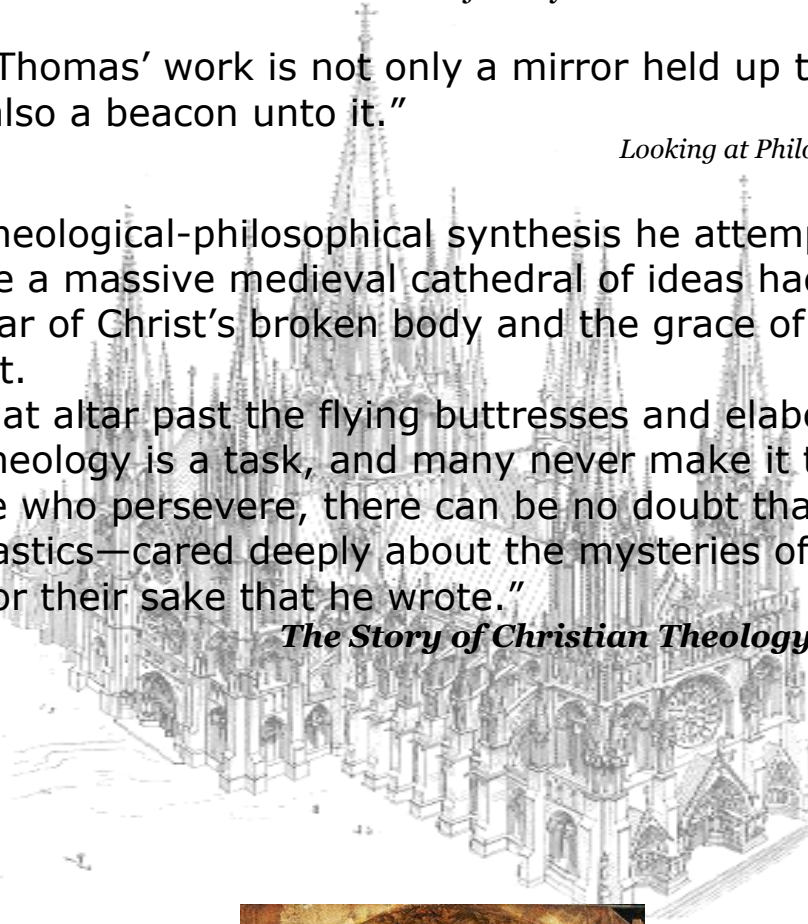 Thomas’ work is not only a mirror held up t
also a beacon unto it.”
Looking at Philo
heological-philosophical synthesis he attemp
e a massive medieval cathedral of ideas had
ar of Christ’s broken body and the grace of
t.
at altar past the flying buttresses and elabo
heology is a task, and many never make it t
e who persevere, there can be no doubt tha
astics—cared deeply about the mysteries of
or their sake that he wrote.”
The Story of Christian Theology